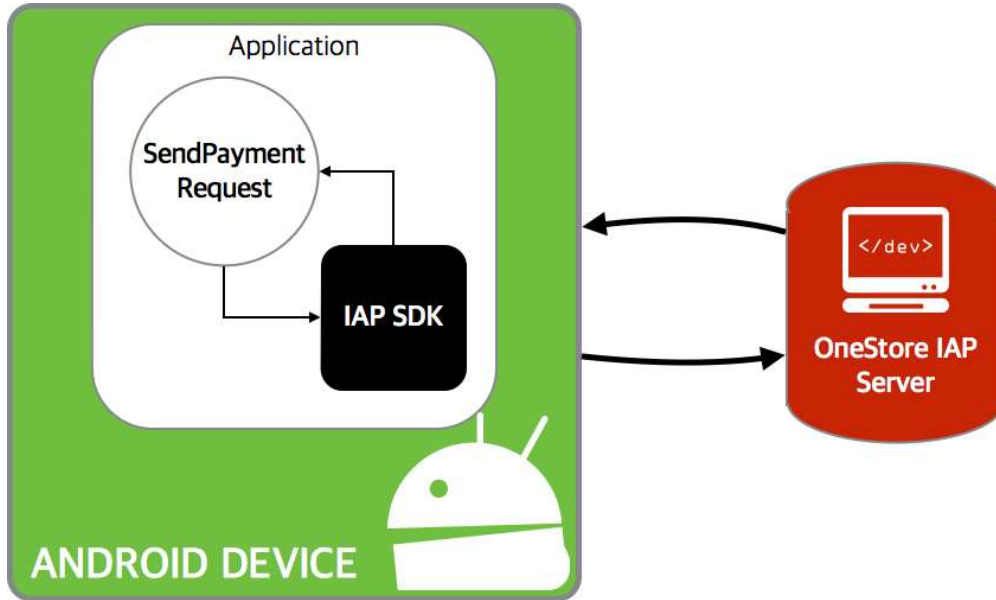 Application
SendPayment
Request
IAP SDK
</dev>
OneStore IAP
Server
ANDROID DEVICE